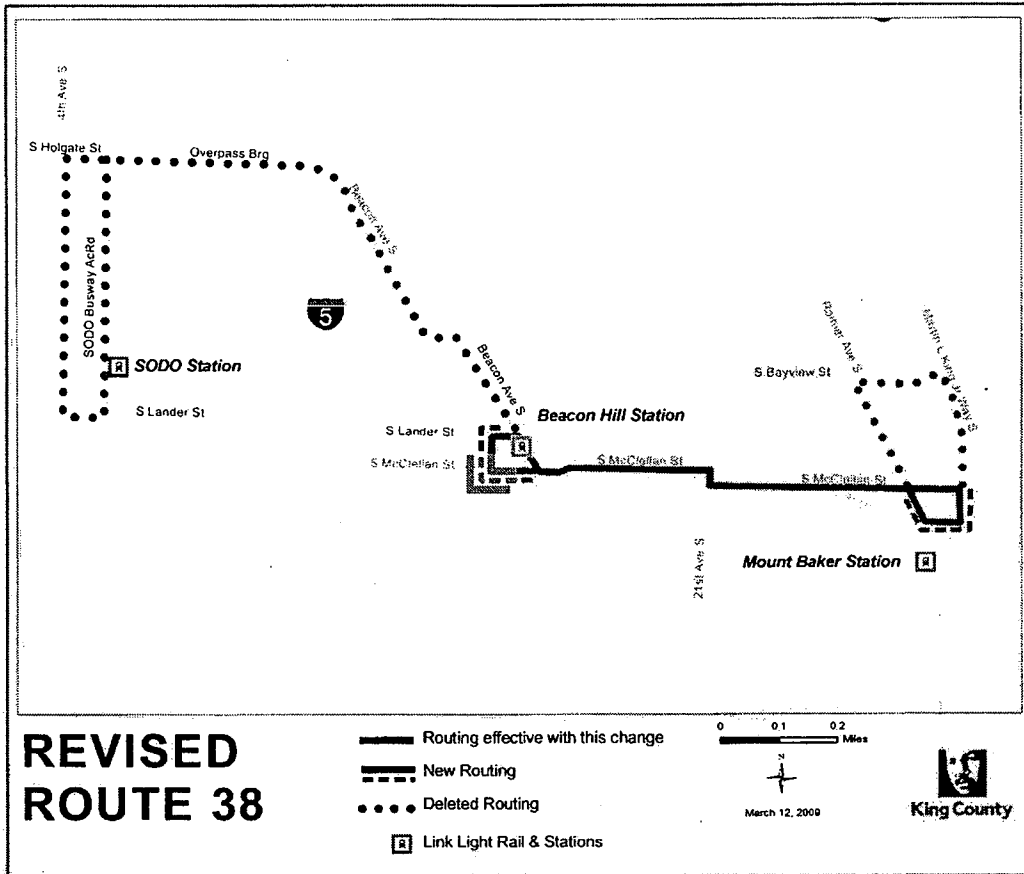 4th Ave S
S Holgate St
Overpass Brg
Beacon Ave S
SODO Busway AcRd
5
SODO Station
S Lander St
Beacon Ave S
Rainier Ave S
Martin L King Jr Way S
S Bayview St
Beacon Hill Station
S Lander St
S McClellan St
S McClellan St
S McClellan St
21st Ave S
Mount Baker Station
REVISED
ROUTE 38
Routing effective with this change
New Routing
Deleted Routing
Link Light Rail & Stations
0 0.1 0.2
Miles
N
March 12, 2009
King County